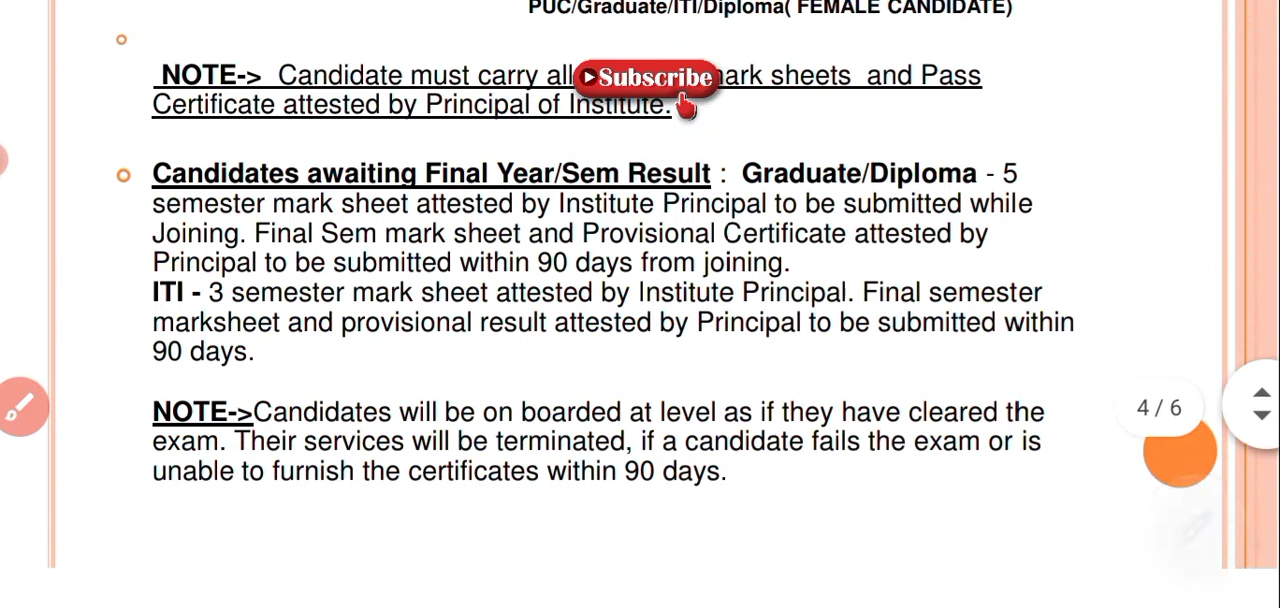 PUC/Graduate/ITI/Diploma( FEMALE CANDIDATE)
NOTE-> Candidate must carry all Subscribe mark sheets and Pass
Certificate attested by Principal of Institute.
Candidates awaiting Final Year/Sem Result : Graduate/Diploma - 5
semester mark sheet attested by Institute Principal to be submitted while
Joining. Final Sem mark sheet and Provisional Certificate attested by
Principal to be submitted within 90 days from joining.
ITI - 3 semester mark sheet attested by Institute Principal. Final semester
marksheet and provisional result attested by Principal to be submitted within
90 days.
NOTE->Candidates will be on boarded at level as if they have cleared the
exam. Their services will be terminated, if a candidate fails the exam or is
unable to furnish the certificates within 90 days.
4 / 6